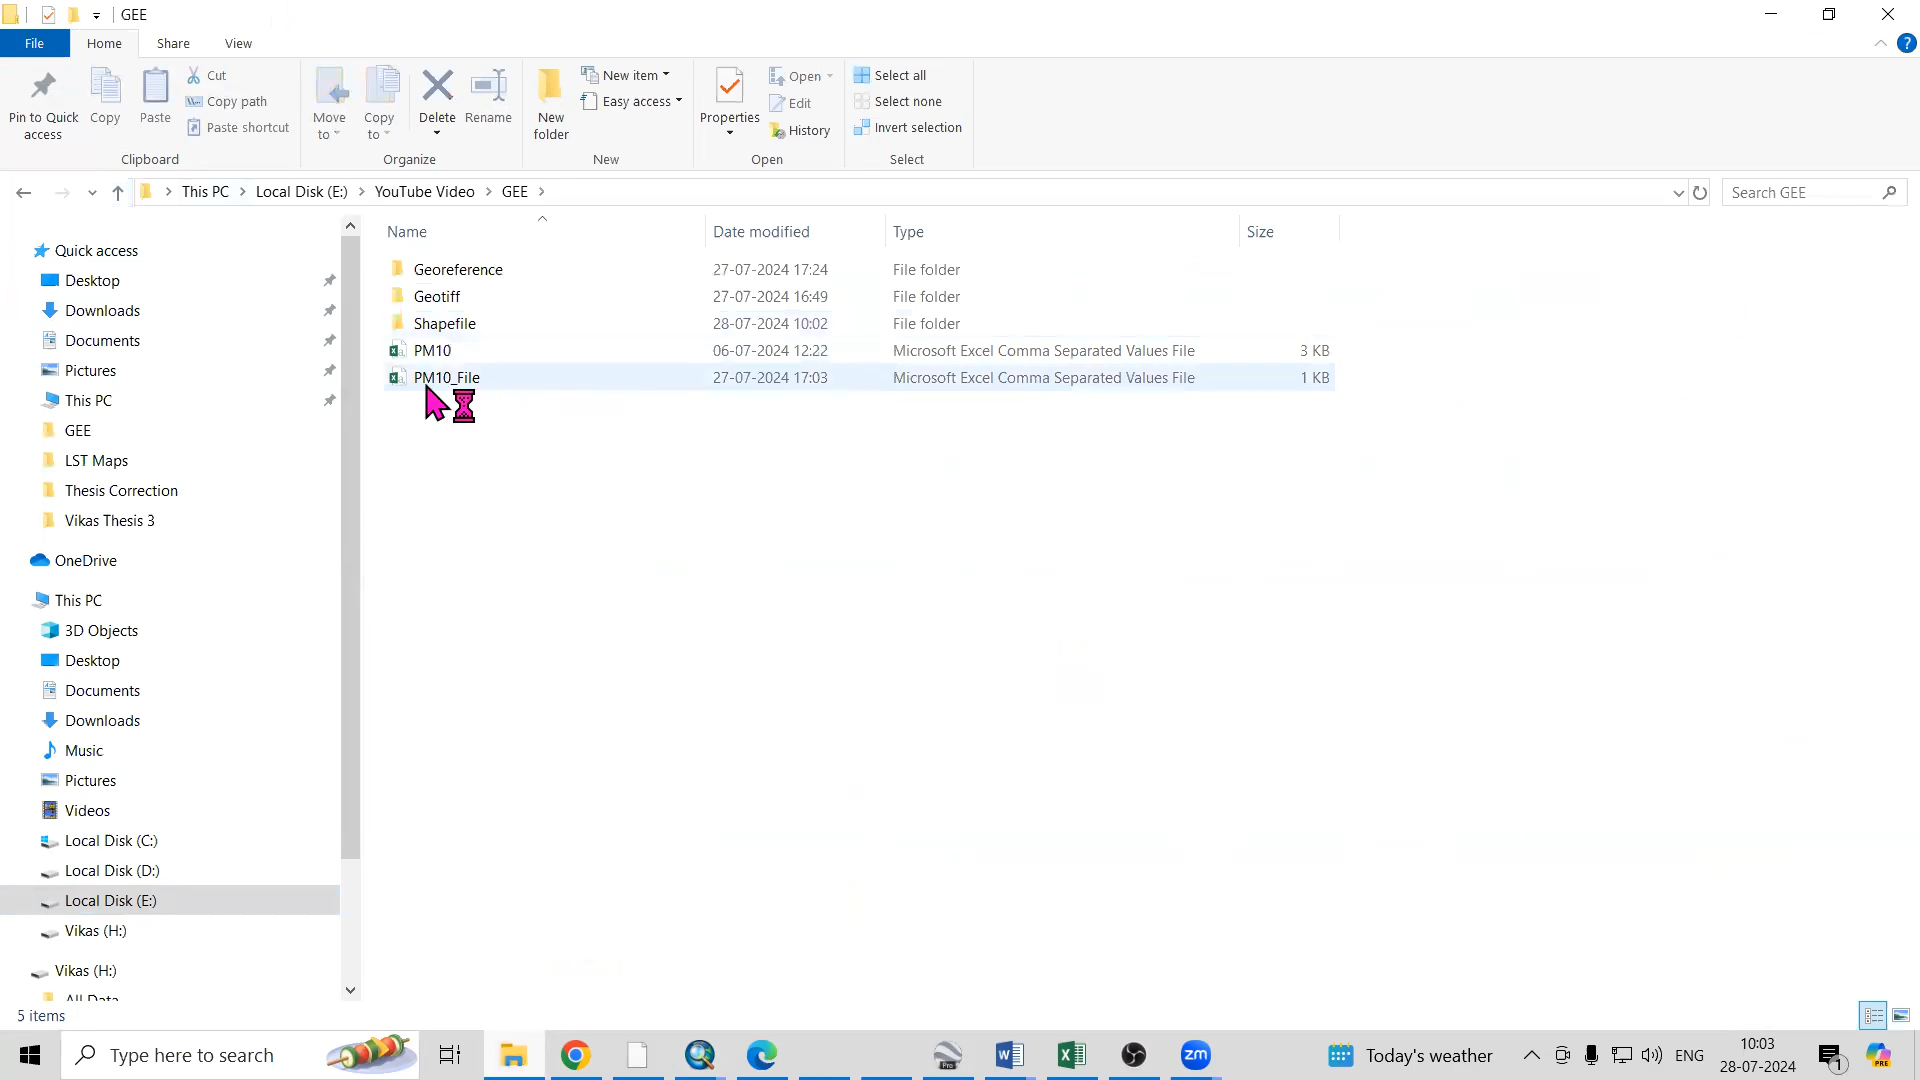 GEE
File Home Share View
Pin to Quick access
Copy
Paste
Cut
Copy path
Paste shortcut
Clipboard
Move to
Copy to
Delete
Rename
Organize
New folder
New item
Easy access
New
Properties
Open
Edit
History
Open
Select all
Select none
Invert selection
Select
This PC > Local Disk (E:) > YouTube Video > GEE >
Search GEE
Name Date modified Type Size
Georeference 27-07-2024 17:24 File folder
Geotiff 27-07-2024 16:49 File folder
Shapefile 28-07-2024 10:02 File folder
PM10 06-07-2024 12:22 Microsoft Excel Comma Separated Values File 3 KB
PM10_File 27-07-2024 17:03 Microsoft Excel Comma Separated Values File 1 KB
Quick access
Desktop
Downloads
Documents
Pictures
This PC
GEE
LST Maps
Thesis Correction
Vikas Thesis 3
OneDrive
This PC
3D Objects
Desktop
Documents
Downloads
Music
Pictures
Videos
Local Disk (C:)
Local Disk (D:)
Local Disk (E:)
Vikas (H:)
Vikas (H:)
All Data
5 items
Type here to search
Pro
zm
Today's weather
ENG
10:03
28-07-2024
1
PRE